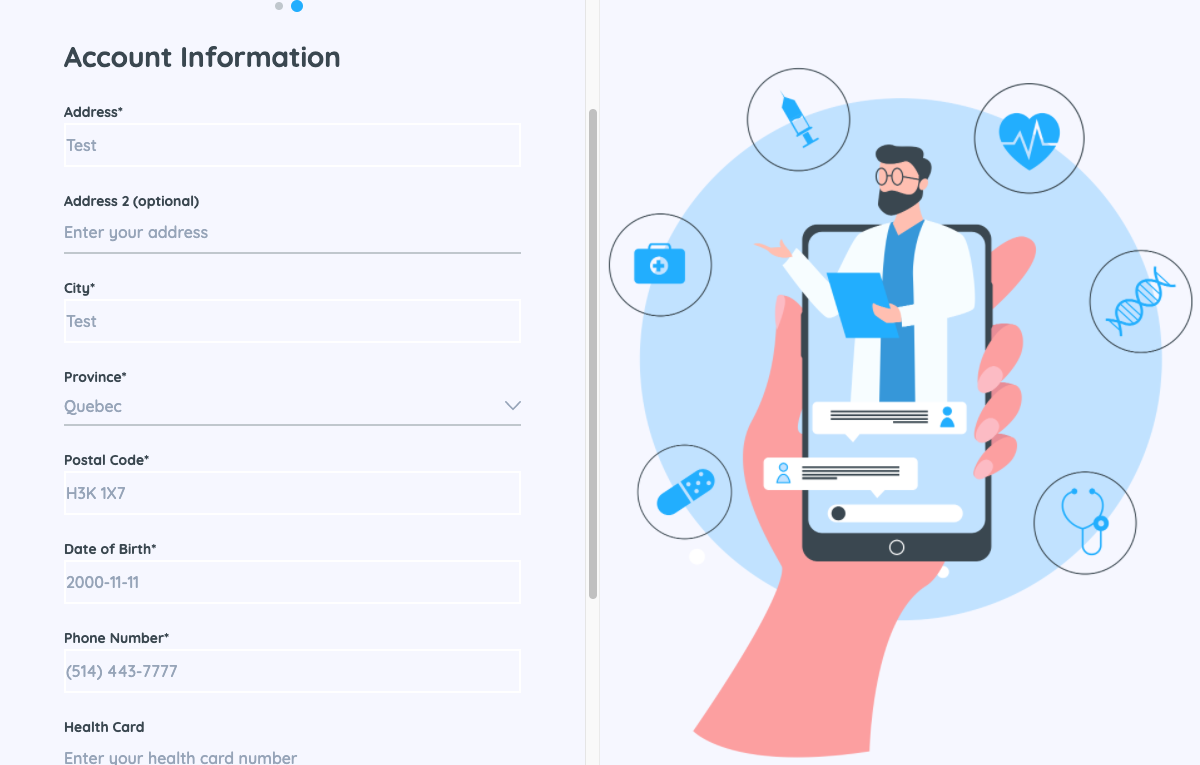 Account Information
Address*
Test
Address 2 (optional)
Enter your address
City*
Test
Province*
Quebec
Postal Code*
H3K 1X7
Date of Birth*
2000-11-11
Phone Number*
(514) 443-7777
Health Card
Enter your health card number